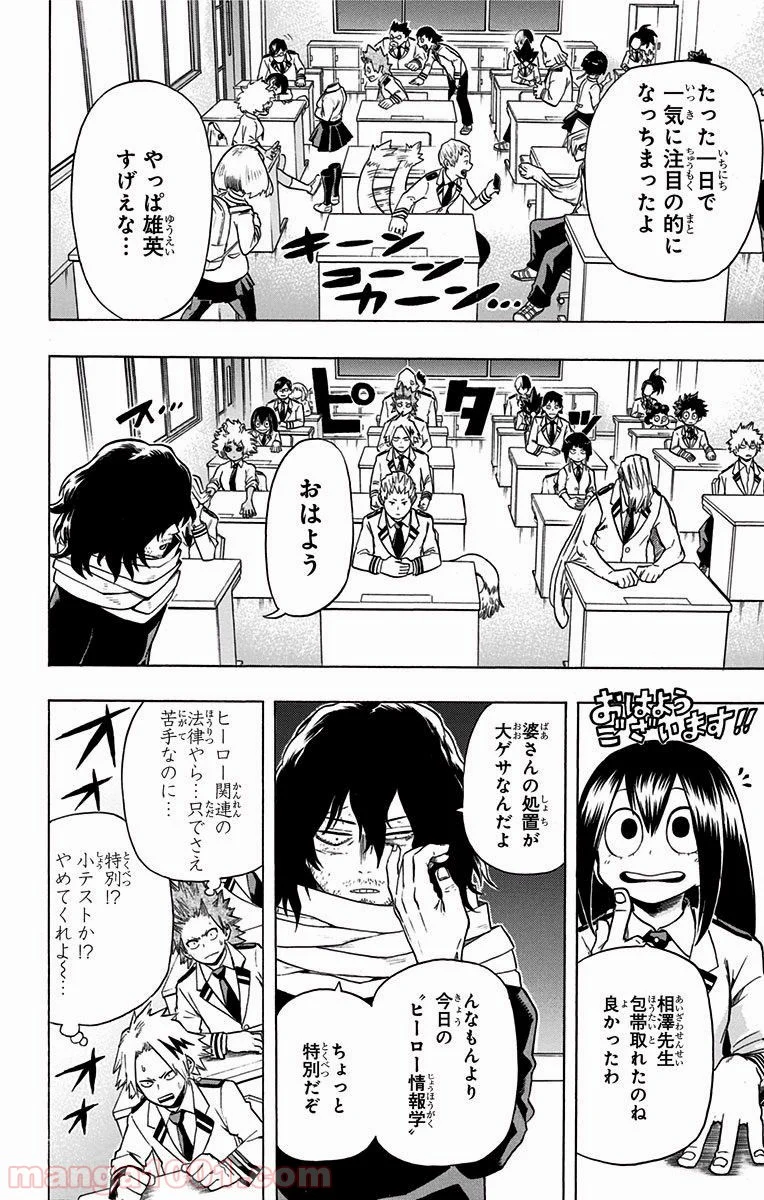 たった一日で
一気に注目の的に
なっちまったよ
やっぱ雄英
すげえな…
キーン
コーン
カーン…
ピタッ
おはよう
おはよう
ございます!!
相澤先生
包帯取れたのね
良かったわ
婆さんの処置が
大ゲサなんだよ
んなもんより
今日の
〝ヒーロー情報学〟
ちょっと
特別だぞ
ヒーロー関連の
法律やら…只でさえ
苦手なのに…
特別!?
小テストか!?
やめてくれよ〜…
manga1001.com